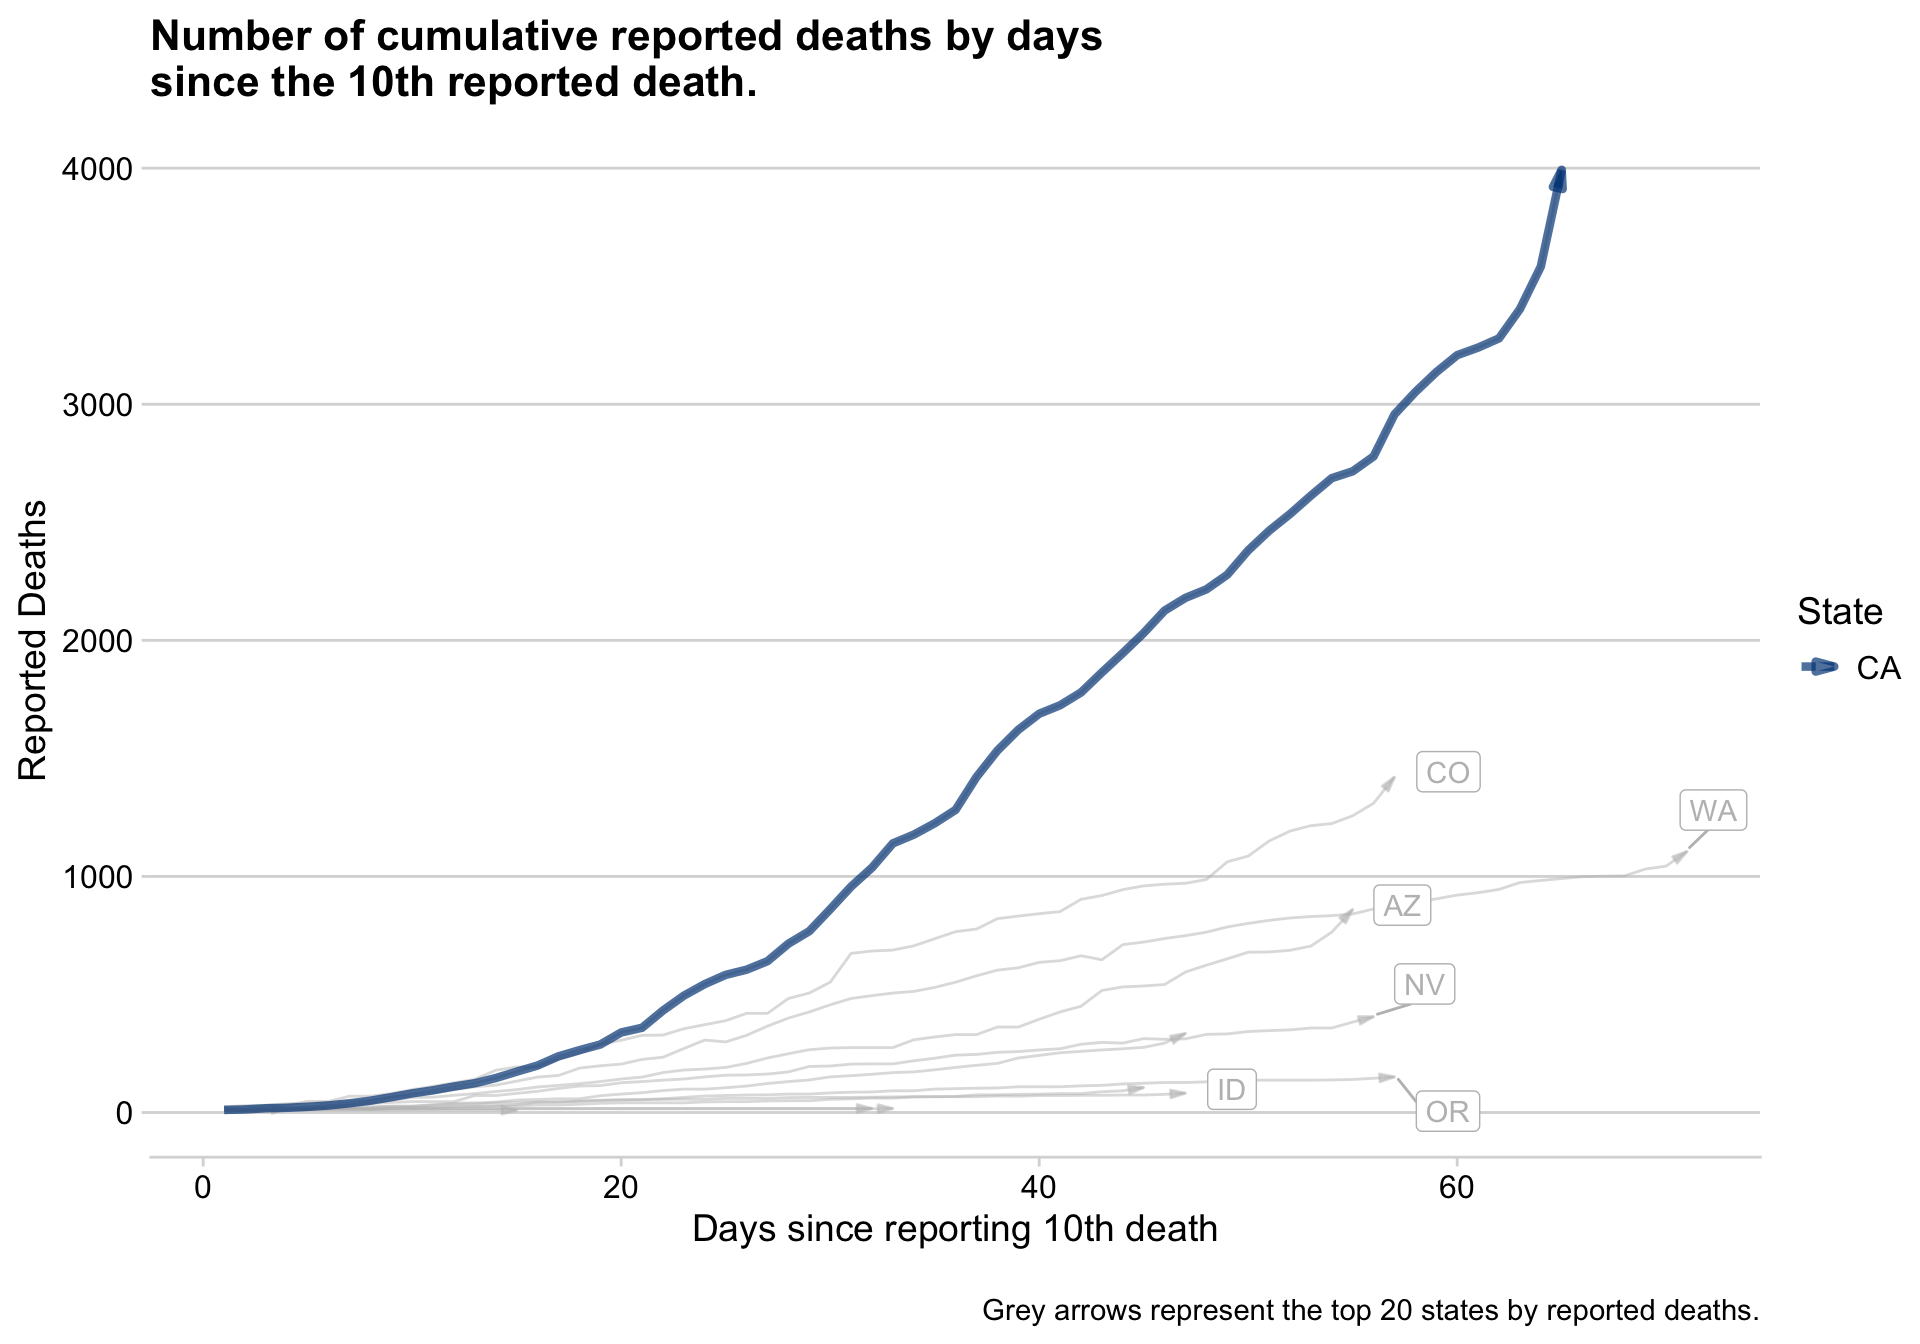 Number of cumulative reported deaths by days
since the 10th reported death.
4000
3000
2000
1000
0
Reported Deaths
CO
WA
AZ
NV
ID
OR
State
CA
0
20
40
60
Days since reporting 10th death
Grey arrows represent the top 20 states by reported deaths.